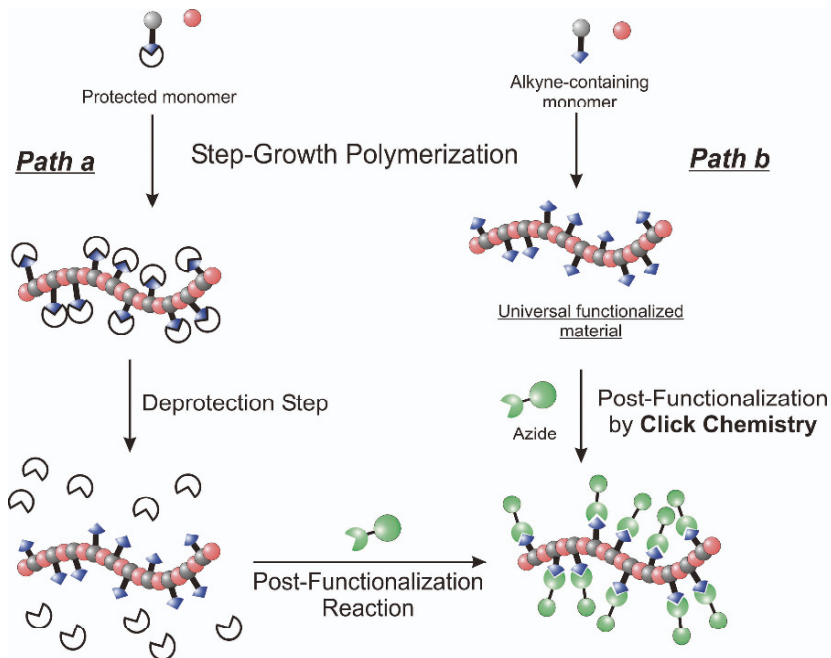 Protected monomer
Alkyne-containing
monomer
Path a
Step-Growth Polymerization
Path b
Universal functionalized
material
Deprotection Step
Azide
Post-Functionalization
by Click Chemistry
Post-Functionalization
Reaction